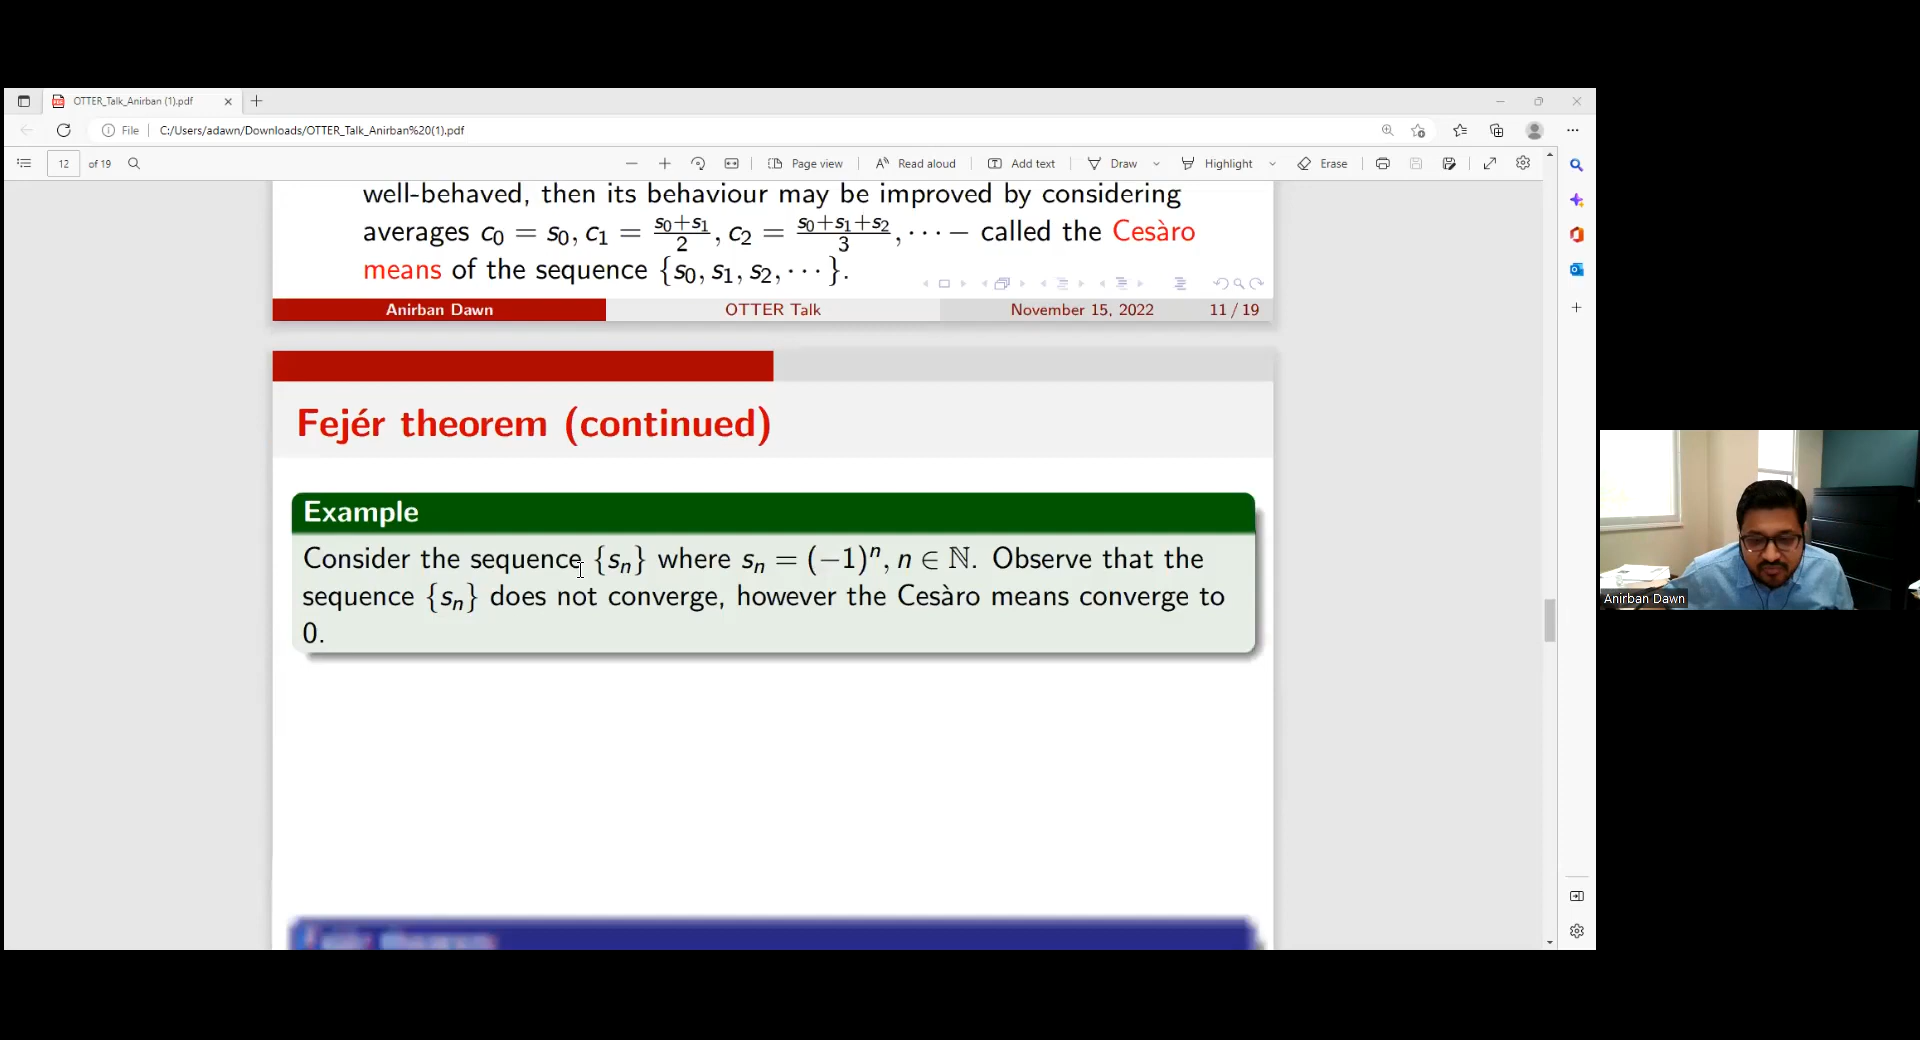 OTTER_Talk_Anirban (1).pdf
File C:/Users/adawn/Downloads/OTTER_Talk_Anirban%20(1).pdf
12 of 19 Page view Read aloud Add text Draw Highlight Erase
well-behaved, then its behaviour may be improved by considering
averages c₀ = s₀, c₁ = (s₀+s₁)/2, c₂ = (s₀+s₁+s₂)/3, ··· − called the Cesàro
means of the sequence {s₀, s₁, s₂, ··· }.
Anirban Dawn OTTER Talk November 15, 2022 11 / 19
Fejér theorem (continued)
Example
Consider the sequence {sₙ} where sₙ = (−1)ⁿ, n ∈ ℕ. Observe that the
sequence {sₙ} does not converge, however the Cesàro means converge to
0.
Anirban Dawn